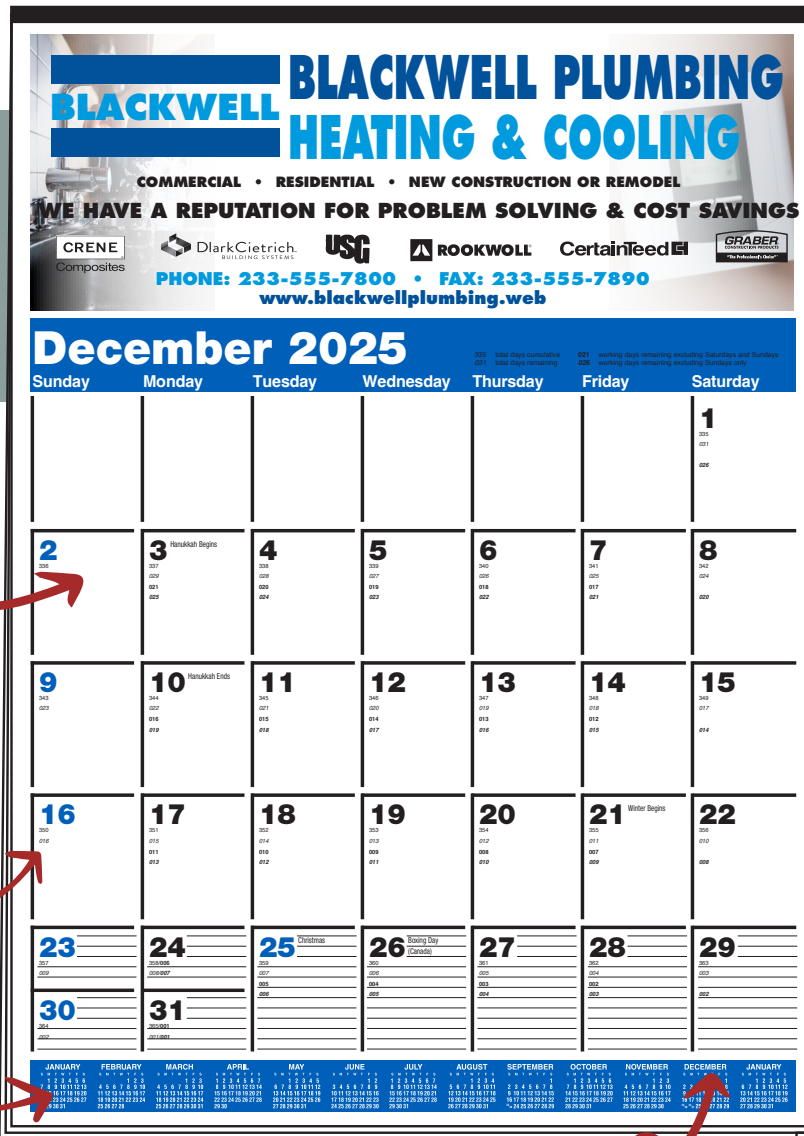 BLACKWELL
BLACKWELL PLUMBING
HEATING & COOLING
COMMERCIAL • RESIDENTIAL • NEW CONSTRUCTION OR REMODEL
WE HAVE A REPUTATION FOR PROBLEM SOLVING & COST SAVINGS
CRENE
Composites
DlarkCietrich
BUILDING SYSTEMS
USG
ROOKWOLL
CertainTeed
GRABER
CONSTRUCTION PRODUCTS
"The Professional's Choice"
PHONE: 233-555-7800 • FAX: 233-555-7890
www.blackwellplumbing.web
December 2025
335 total days cumulative 021 working days remaining excluding Saturdays and Sundays
031 total days remaining 026 working days remaining excluding Sundays only
Sunday Monday Tuesday Wednesday Thursday Friday Saturday
1
335
031
026
2 3 Hanukkah Begins 4 5 6 7 8
336 337 338 339 340 341 342
029 028 027 026 025 024
021 020 019 018 017
025 024 023 022 021 020
9 10 Hanukkah Ends 11 12 13 14 15
343 344 345 346 347 348 349
023 022 021 020 019 018 017
016 015 014 013 012
019 018 017 016 015 014
16 17 18 19 20 21 Winter Begins 22
350 351 352 353 354 355 356
016 015 014 013 012 011 010
011 010 009 008 007
013 012 011 010 009 008
23 24 25 Christmas 26 Boxing Day (Canada) 27 28 29
357 358/006 359 360 361 362 363
009 008/007 007 006 005 004 003
005 004 003 002
006 005 004 003 002
30 31
364 365/001
002 001/001
JANUARY FEBRUARY MARCH APRIL MAY JUNE JULY AUGUST SEPTEMBER OCTOBER NOVEMBER DECEMBER JANUARY